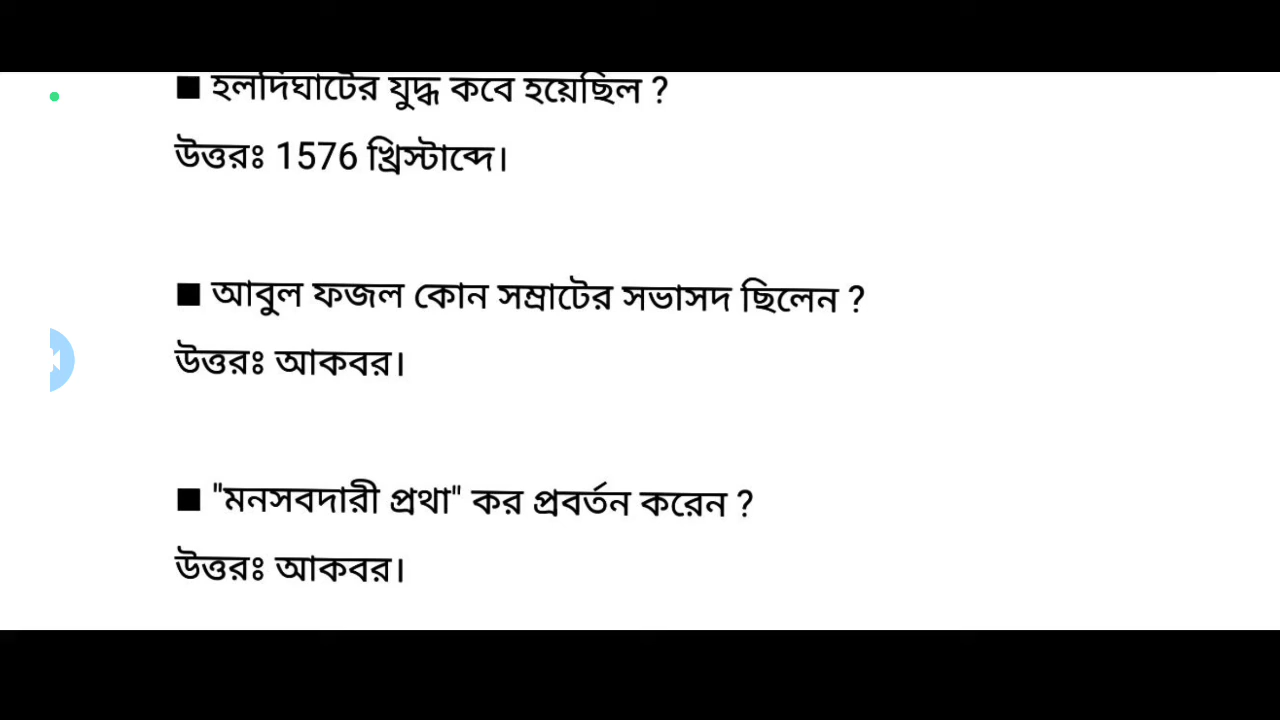 ■ হলদিঘাটের যুদ্ধ কবে হয়েছিল ?
উত্তরঃ 1576 খ্রিস্টাব্দে।
■ আবুল ফজল কোন সম্রাটের সভাসদ ছিলেন ?
উত্তরঃ আকবর।
■ "মনসবদারী প্রথা" কর প্রবর্তন করেন ?
উত্তরঃ আকবর।